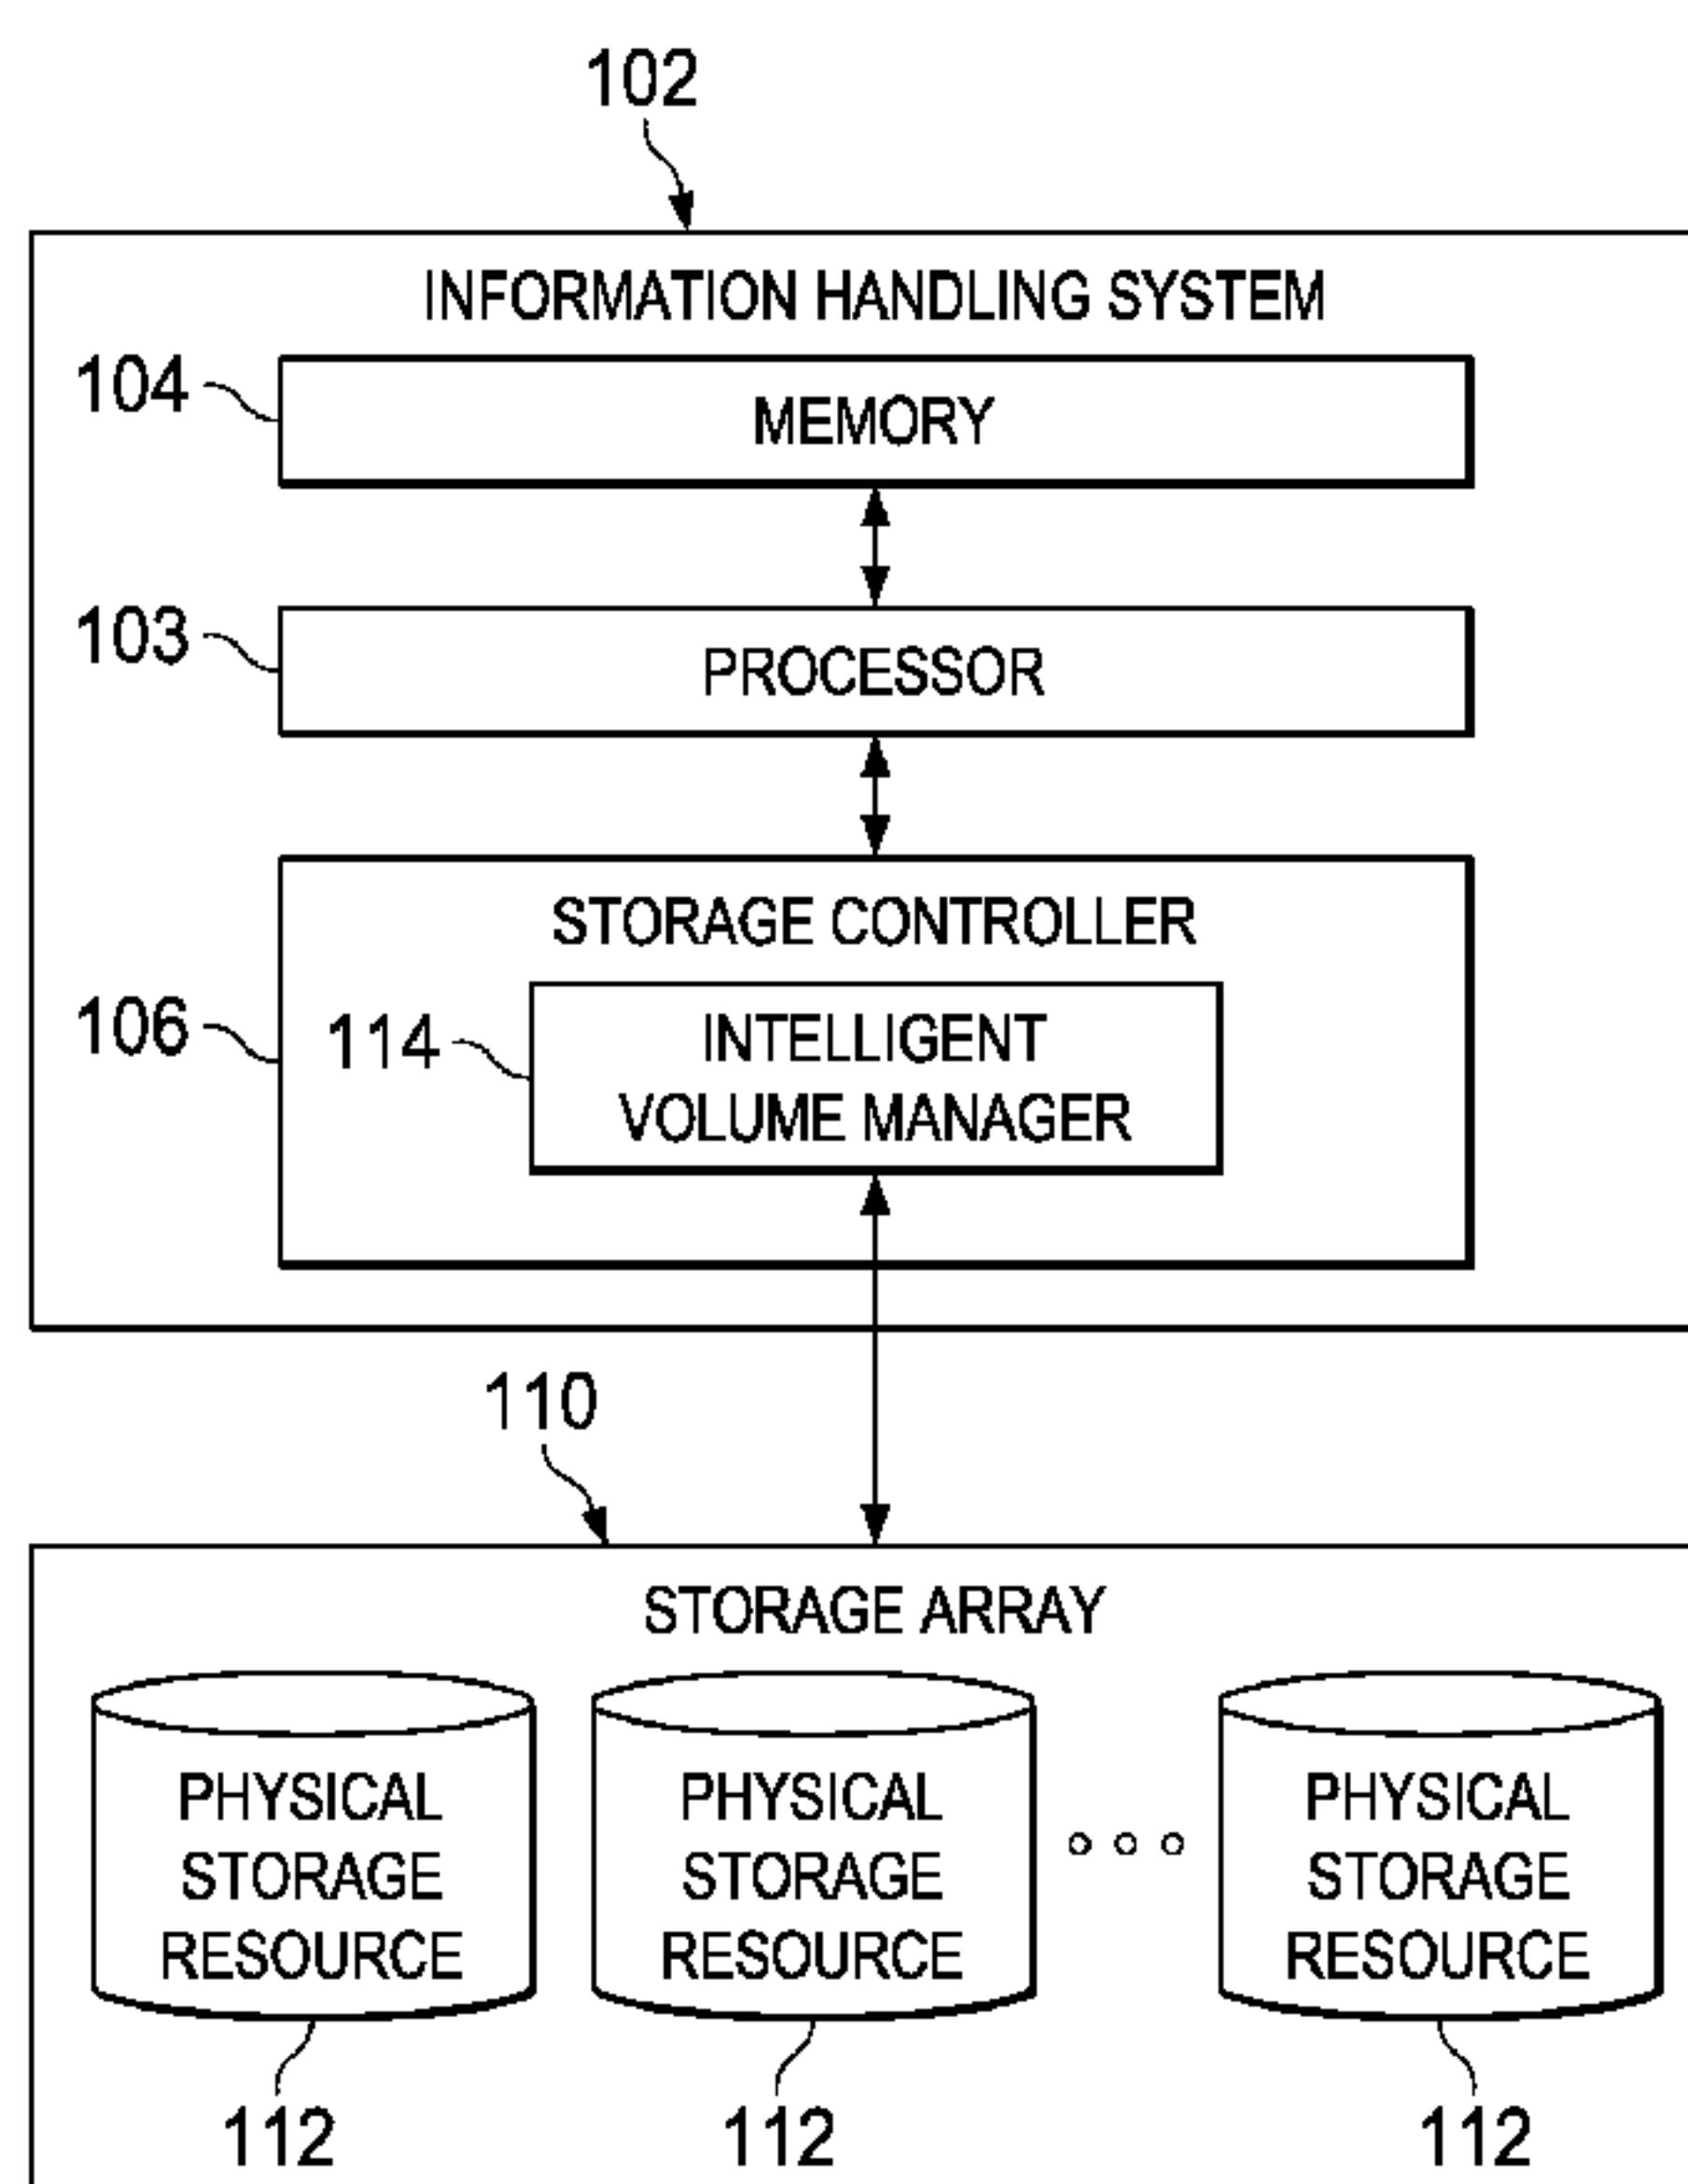 102
INFORMATION HANDLING SYSTEM
104
MEMORY
103
PROCESSOR
STORAGE CONTROLLER
106
114
INTELLIGENT
VOLUME MANAGER
110
STORAGE ARRAY
PHYSICAL
STORAGE
RESOURCE
PHYSICAL
STORAGE
RESOURCE
PHYSICAL
STORAGE
RESOURCE
112
112
112